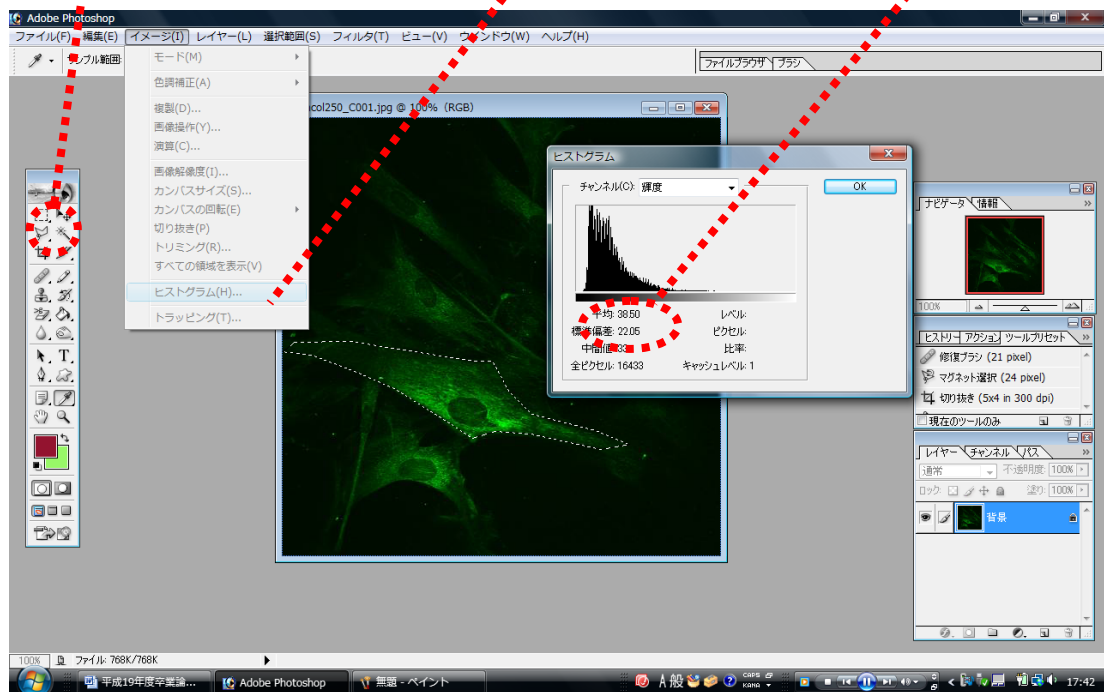 Adobe Photoshop
ファイル(F) 編集(E) イメージ(I) レイヤー(L) 選択範囲(S) フィルタ(T) ビュー(V) ウィンドウ(W) ヘルプ(H)
サンプル範囲:
ファイルブラウザ ブラシ
モード(M)
色調補正(A)
複製(D)...
画像操作(Y)...
演算(C)...
画像解像度(I)...
カンバスサイズ(S)...
カンバスの回転(E)
切り抜き(P)
トリミング(R)...
すべての領域を表示(V)
ヒストグラム(H)...
トラッピング(T)...
col250_C001.jpg @ 100% (RGB)
ヒストグラム
チャンネル(C): 輝度
OK
平均: 38.50 レベル:
標準偏差: 22.05 ピクセル:
中間値: 33 比率:
全ピクセル: 16433 キャッシュレベル: 1
ナビゲータ 情報
100%
ヒストリー アクション ツールプリセット
修復ブラシ (21 pixel)
マグネット選択 (24 pixel)
切り抜き (5x4 in 300 dpi)
現在のツールのみ
レイヤー チャンネル パス
通常 不透明度: 100%
ロック: 塗り: 100%
背景
100% ファイル: 768K/768K
平成19年度卒業論... Adobe Photoshop 無題 - ペイント
A 般 CAPS KANA 17:42